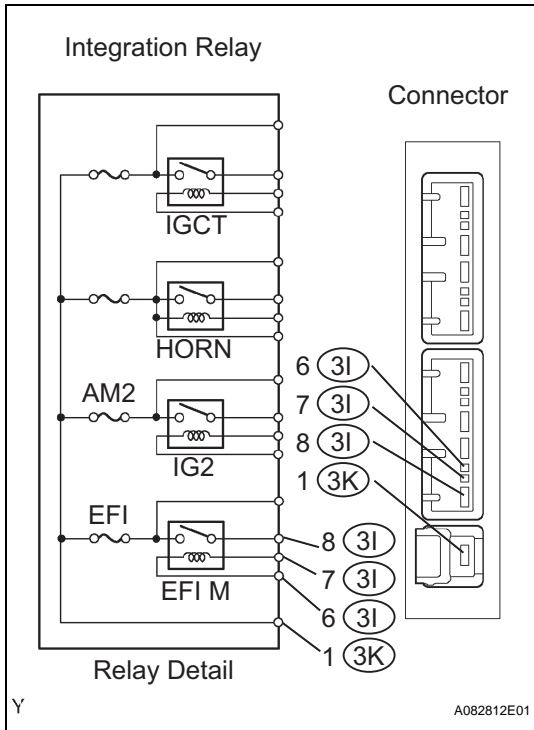 Integration Relay
Connector
IGCT
HORN
AM2
IG2
EFI
EFI M
6 3I
7 3I
8 3I
1 3K
8 3I
7 3I
6 3I
1 3K
Relay Detail
Y
A082812E01